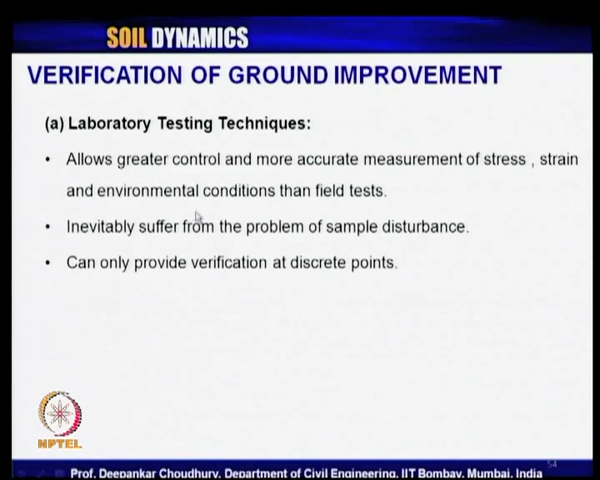 SOIL DYNAMICS
VERIFICATION OF GROUND IMPROVEMENT
(a) Laboratory Testing Techniques:
• Allows greater control and more accurate measurement of stress , strain
and environmental conditions than field tests.
• Inevitably suffer from the problem of sample disturbance.
• Can only provide verification at discrete points.
NPTEL
54
Prof. Deepankar Choudhury, Department of Civil Engineering, IIT Bombay, Mumbai, India